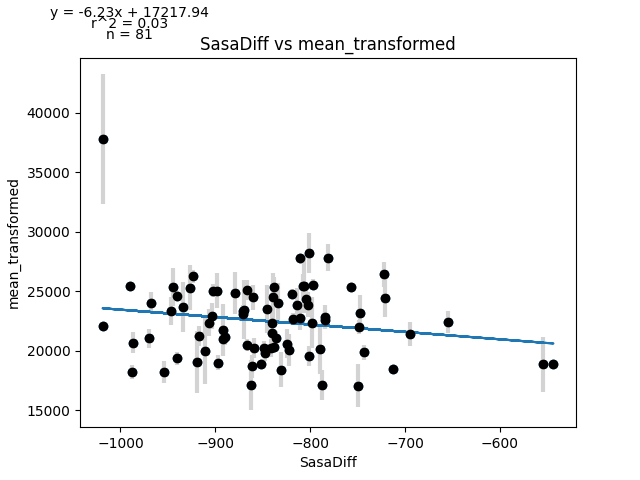 y = -6.23x + 17217.94
r^2 = 0.03
n = 81
SasaDiff vs mean_transformed
40000
35000
30000
25000
20000
15000
mean_transformed
−1000
−900
−800
−700
−600
SasaDiff